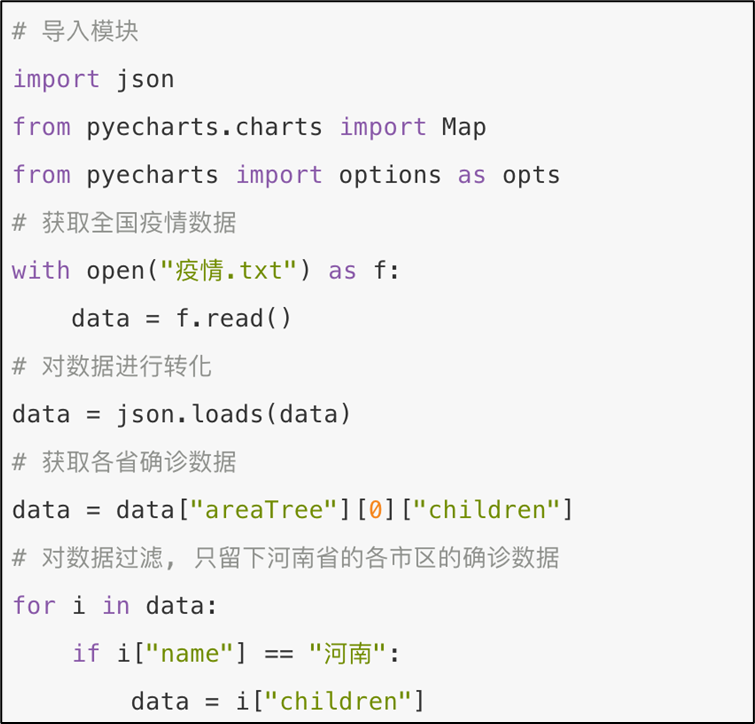 # 导入模块
import json
from pyecharts.charts import Map
from pyecharts import options as opts
# 获取全国疫情数据
with open("疫情.txt") as f:
    data = f.read()
# 对数据进行转化
data = json.loads(data)
# 获取各省确诊数据
data = data["areaTree"][0]["children"]
# 对数据过滤, 只留下河南省的各市区的确诊数据
for i in data:
    if i["name"] == "河南":
        data = i["children"]